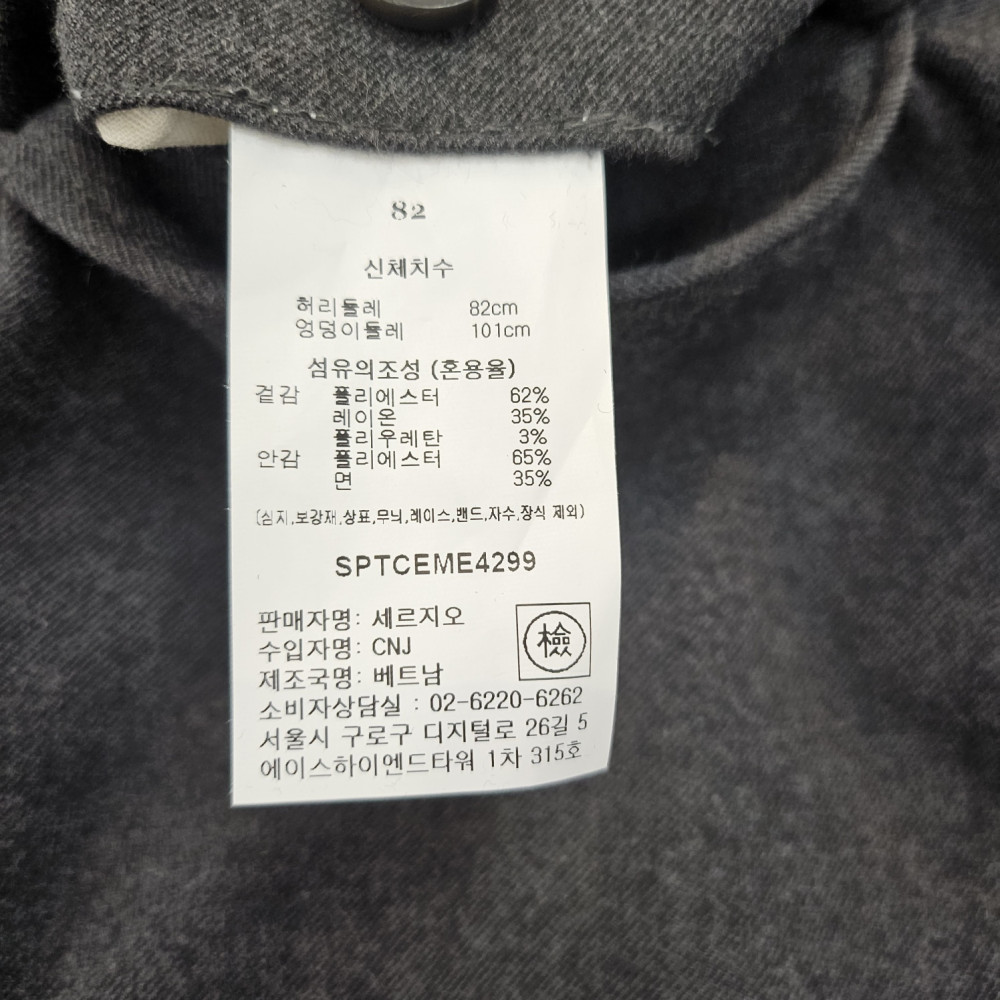 82
신체치수
허리둘레 82cm
엉덩이둘레 101cm
섬유의조성 (혼용율)
겉감 폴리에스터 62%
레이온 35%
폴리우레탄 3%
안감 폴리에스터 65%
면 35%
(심지,보강재,상표,무늬,레이스,밴드,자수,장식 제외)
SPTCEME4299
판매자명: 세르지오
수입자명: CNJ
檢
제조국명: 베트남
소비자상담실 : 02-6220-6262
서울시 구로구 디지털로 26길 5
에이스하이엔드타워 1차 315호